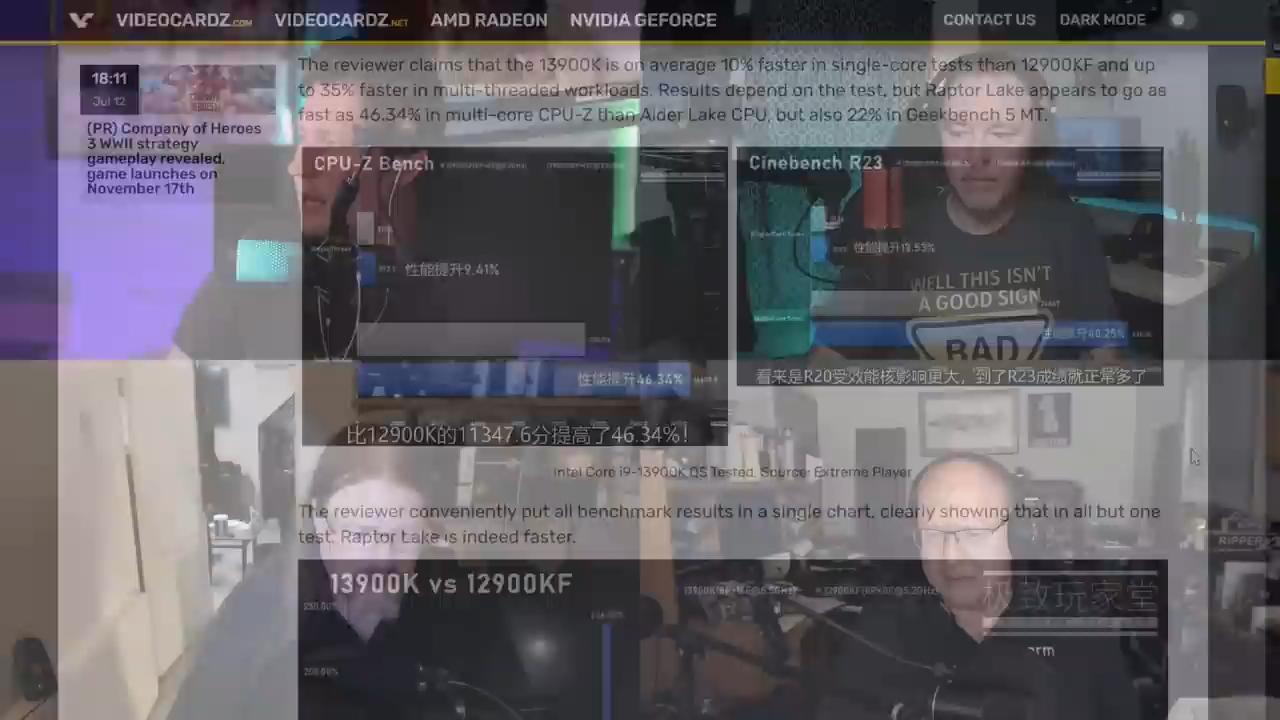 VIDEOCARDZ.COM VIDEOCARDZ.NET AMD RADEON NVIDIA GEFORCE CONTACT US DARK MODE
18:11
Jul 12
(PR) Company of Heroes
3 WWII strategy
gameplay revealed,
game launches on
November 17th
The reviewer claims that the 13900K is on average 10% faster in single-core tests than 12900KF and up
to 35% faster in multi-threaded workloads. Results depend on the test, but Raptor Lake appears to go as
fast as 46.34% in multi-core CPU-Z than Alder Lake CPU, but also 22% in Geekbench 5 MT.
CPU-Z Bench
性能提升9.41%
性能提升46.34%
比12900K的11347.6分提高了46.34%!
Cinebench R23
性能提升13.53%
性能提升40.25%
看来是R20受效能核影响更大，到了R23成绩就正常多了
WELL THIS ISN'T
A GOOD SIGN
BAD
Intel Core i9-13900K QS Tested, Source: Extreme Player
The reviewer conveniently put all benchmark results in a single chart, clearly showing that in all but one
test, Raptor Lake is indeed faster.
RIPPER
13900K vs 12900KF
极致玩家堂
250.00%
200.00%